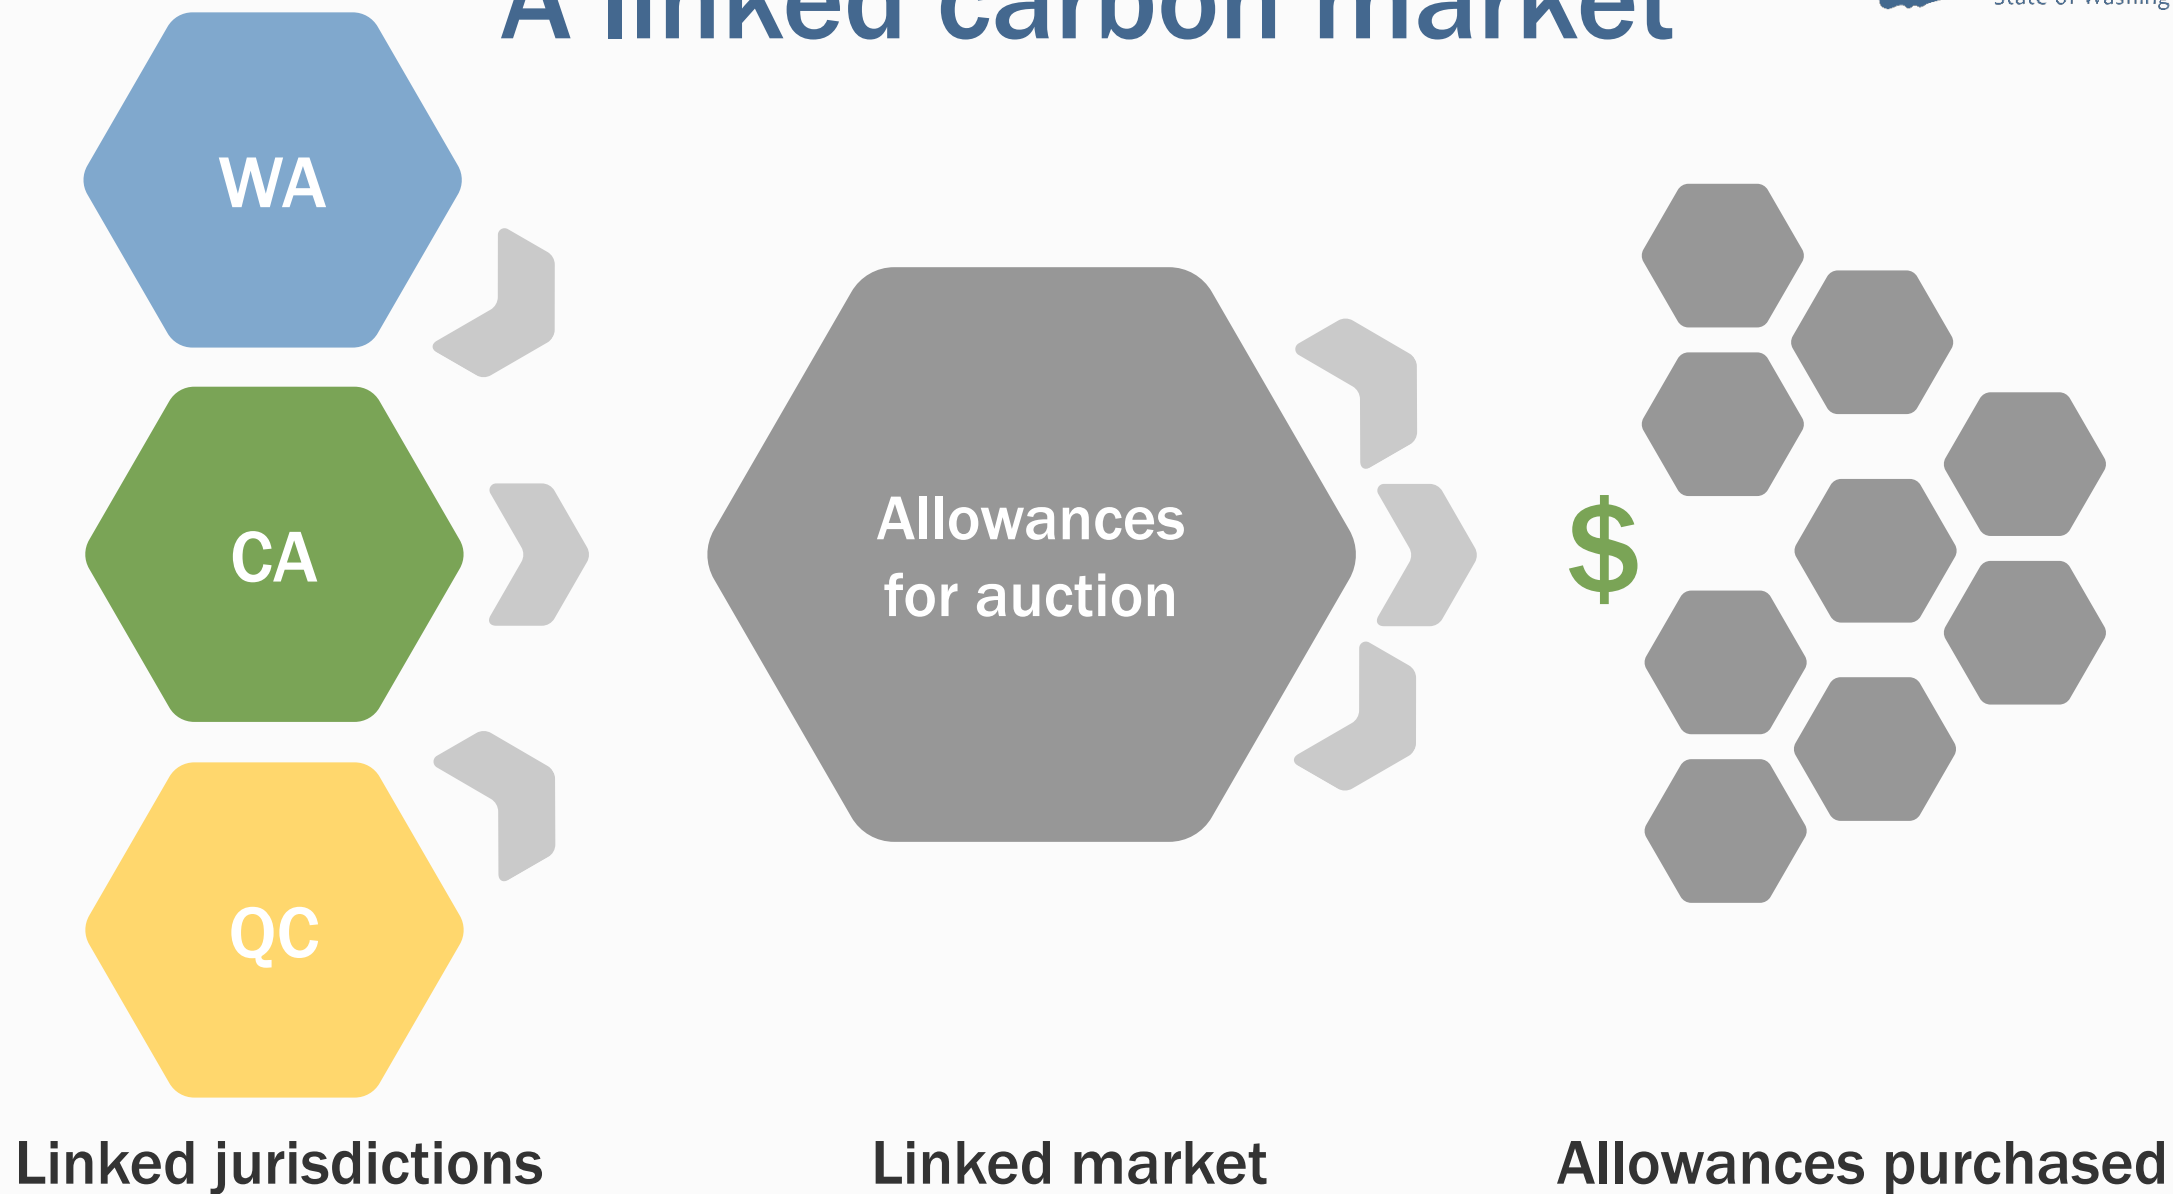 A linked carbon market
WA
CA
QC
Allowances
for auction
$
Linked jurisdictions
Linked market
Allowances purchased